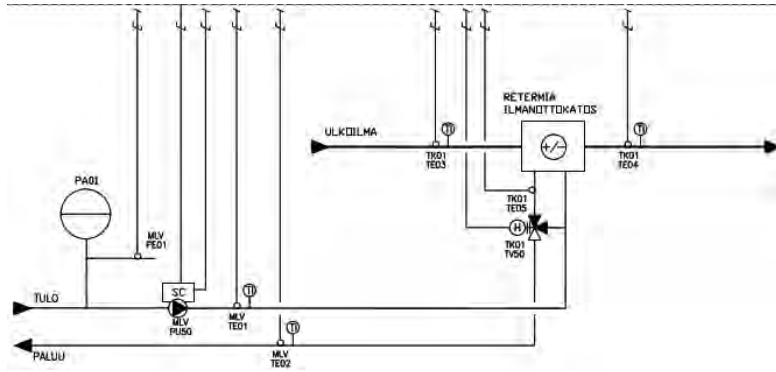 RETERMIA
ILMANOTTOKATOS
ULKOILMA
TI
TI
+/-
TK01
TE03
TK01
TE04
PA01
TK01
TE05
MLV
PE01
H
TK01
TV50
SC
TULO
TI
MLV
PU50
MLV
TE01
TI
PALUU
MLV
TE02